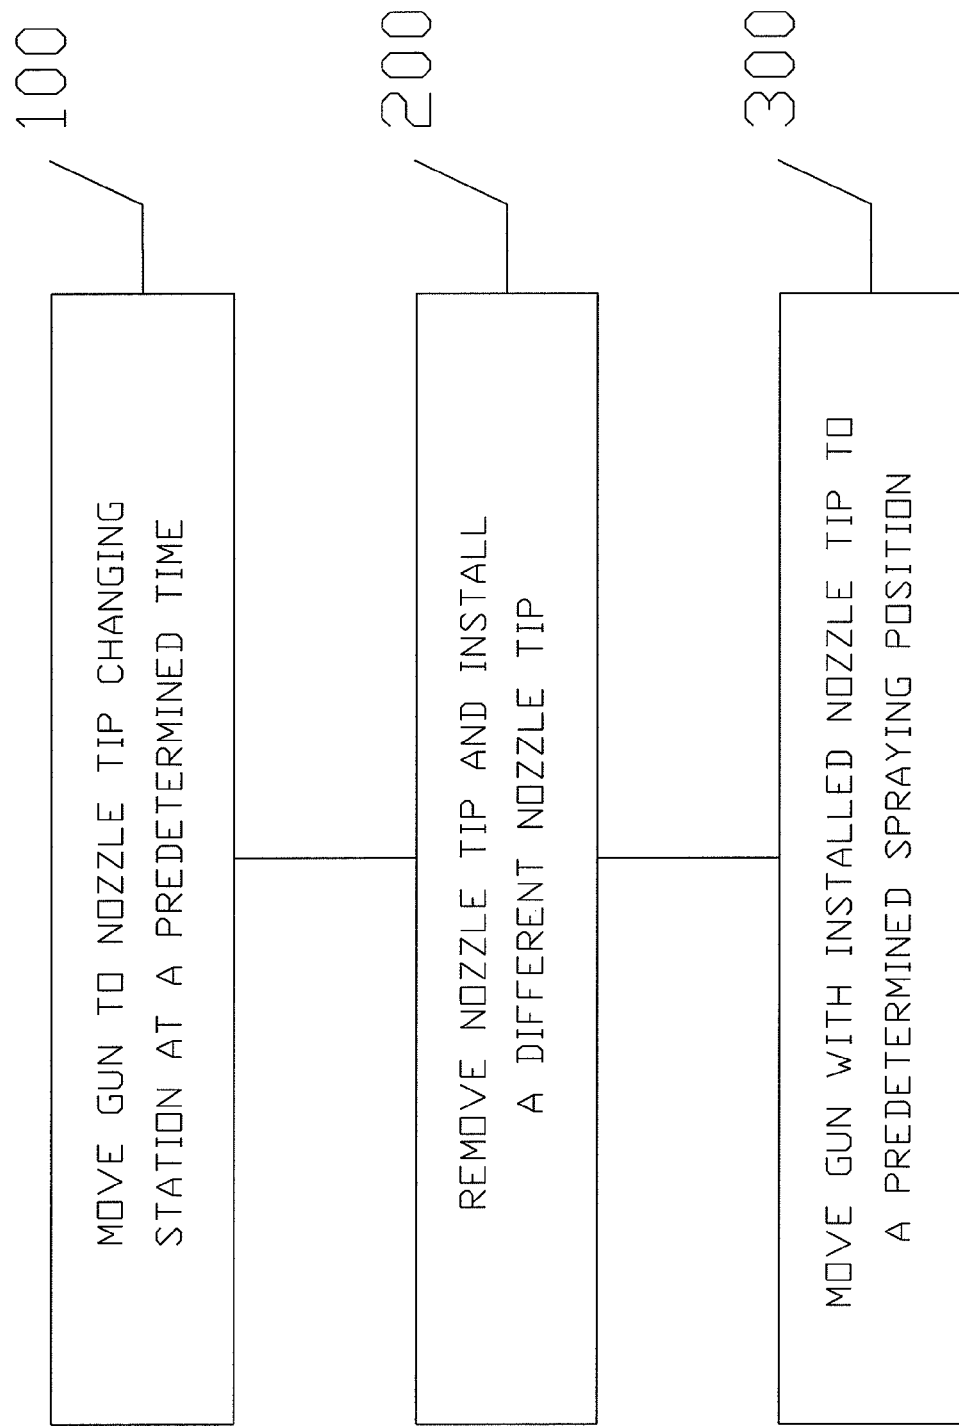 100
MOVE GUN TO NOZZLE TIP CHANGING
STATION AT A PREDETERMINED TIME
200
REMOVE NOZZLE TIP AND INSTALL
A DIFFERENT NOZZLE TIP
300
MOVE GUN WITH INSTALLED NOZZLE TIP TO
A PREDETERMINED SPRAYING POSITION